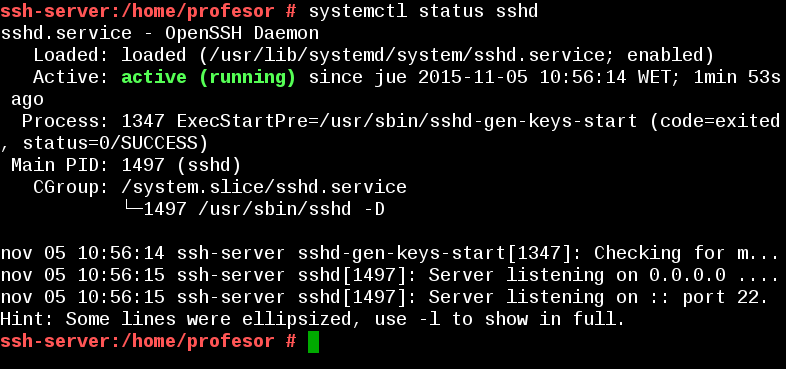 ssh-server:/home/profesor # systemctl status sshd
sshd.service - OpenSSH Daemon
   Loaded: loaded (/usr/lib/systemd/system/sshd.service; enabled)
   Active: active (running) since jue 2015-11-05 10:56:14 WET; 1min 53s
 ago
  Process: 1347 ExecStartPre=/usr/sbin/sshd-gen-keys-start (code=exited
, status=0/SUCCESS)
 Main PID: 1497 (sshd)
   CGroup: /system.slice/sshd.service
           └─1497 /usr/sbin/sshd -D

nov 05 10:56:14 ssh-server sshd-gen-keys-start[1347]: Checking for m...
nov 05 10:56:15 ssh-server sshd[1497]: Server listening on 0.0.0.0 ....
nov 05 10:56:15 ssh-server sshd[1497]: Server listening on :: port 22.
Hint: Some lines were ellipsized, use -l to show in full.
ssh-server:/home/profesor #